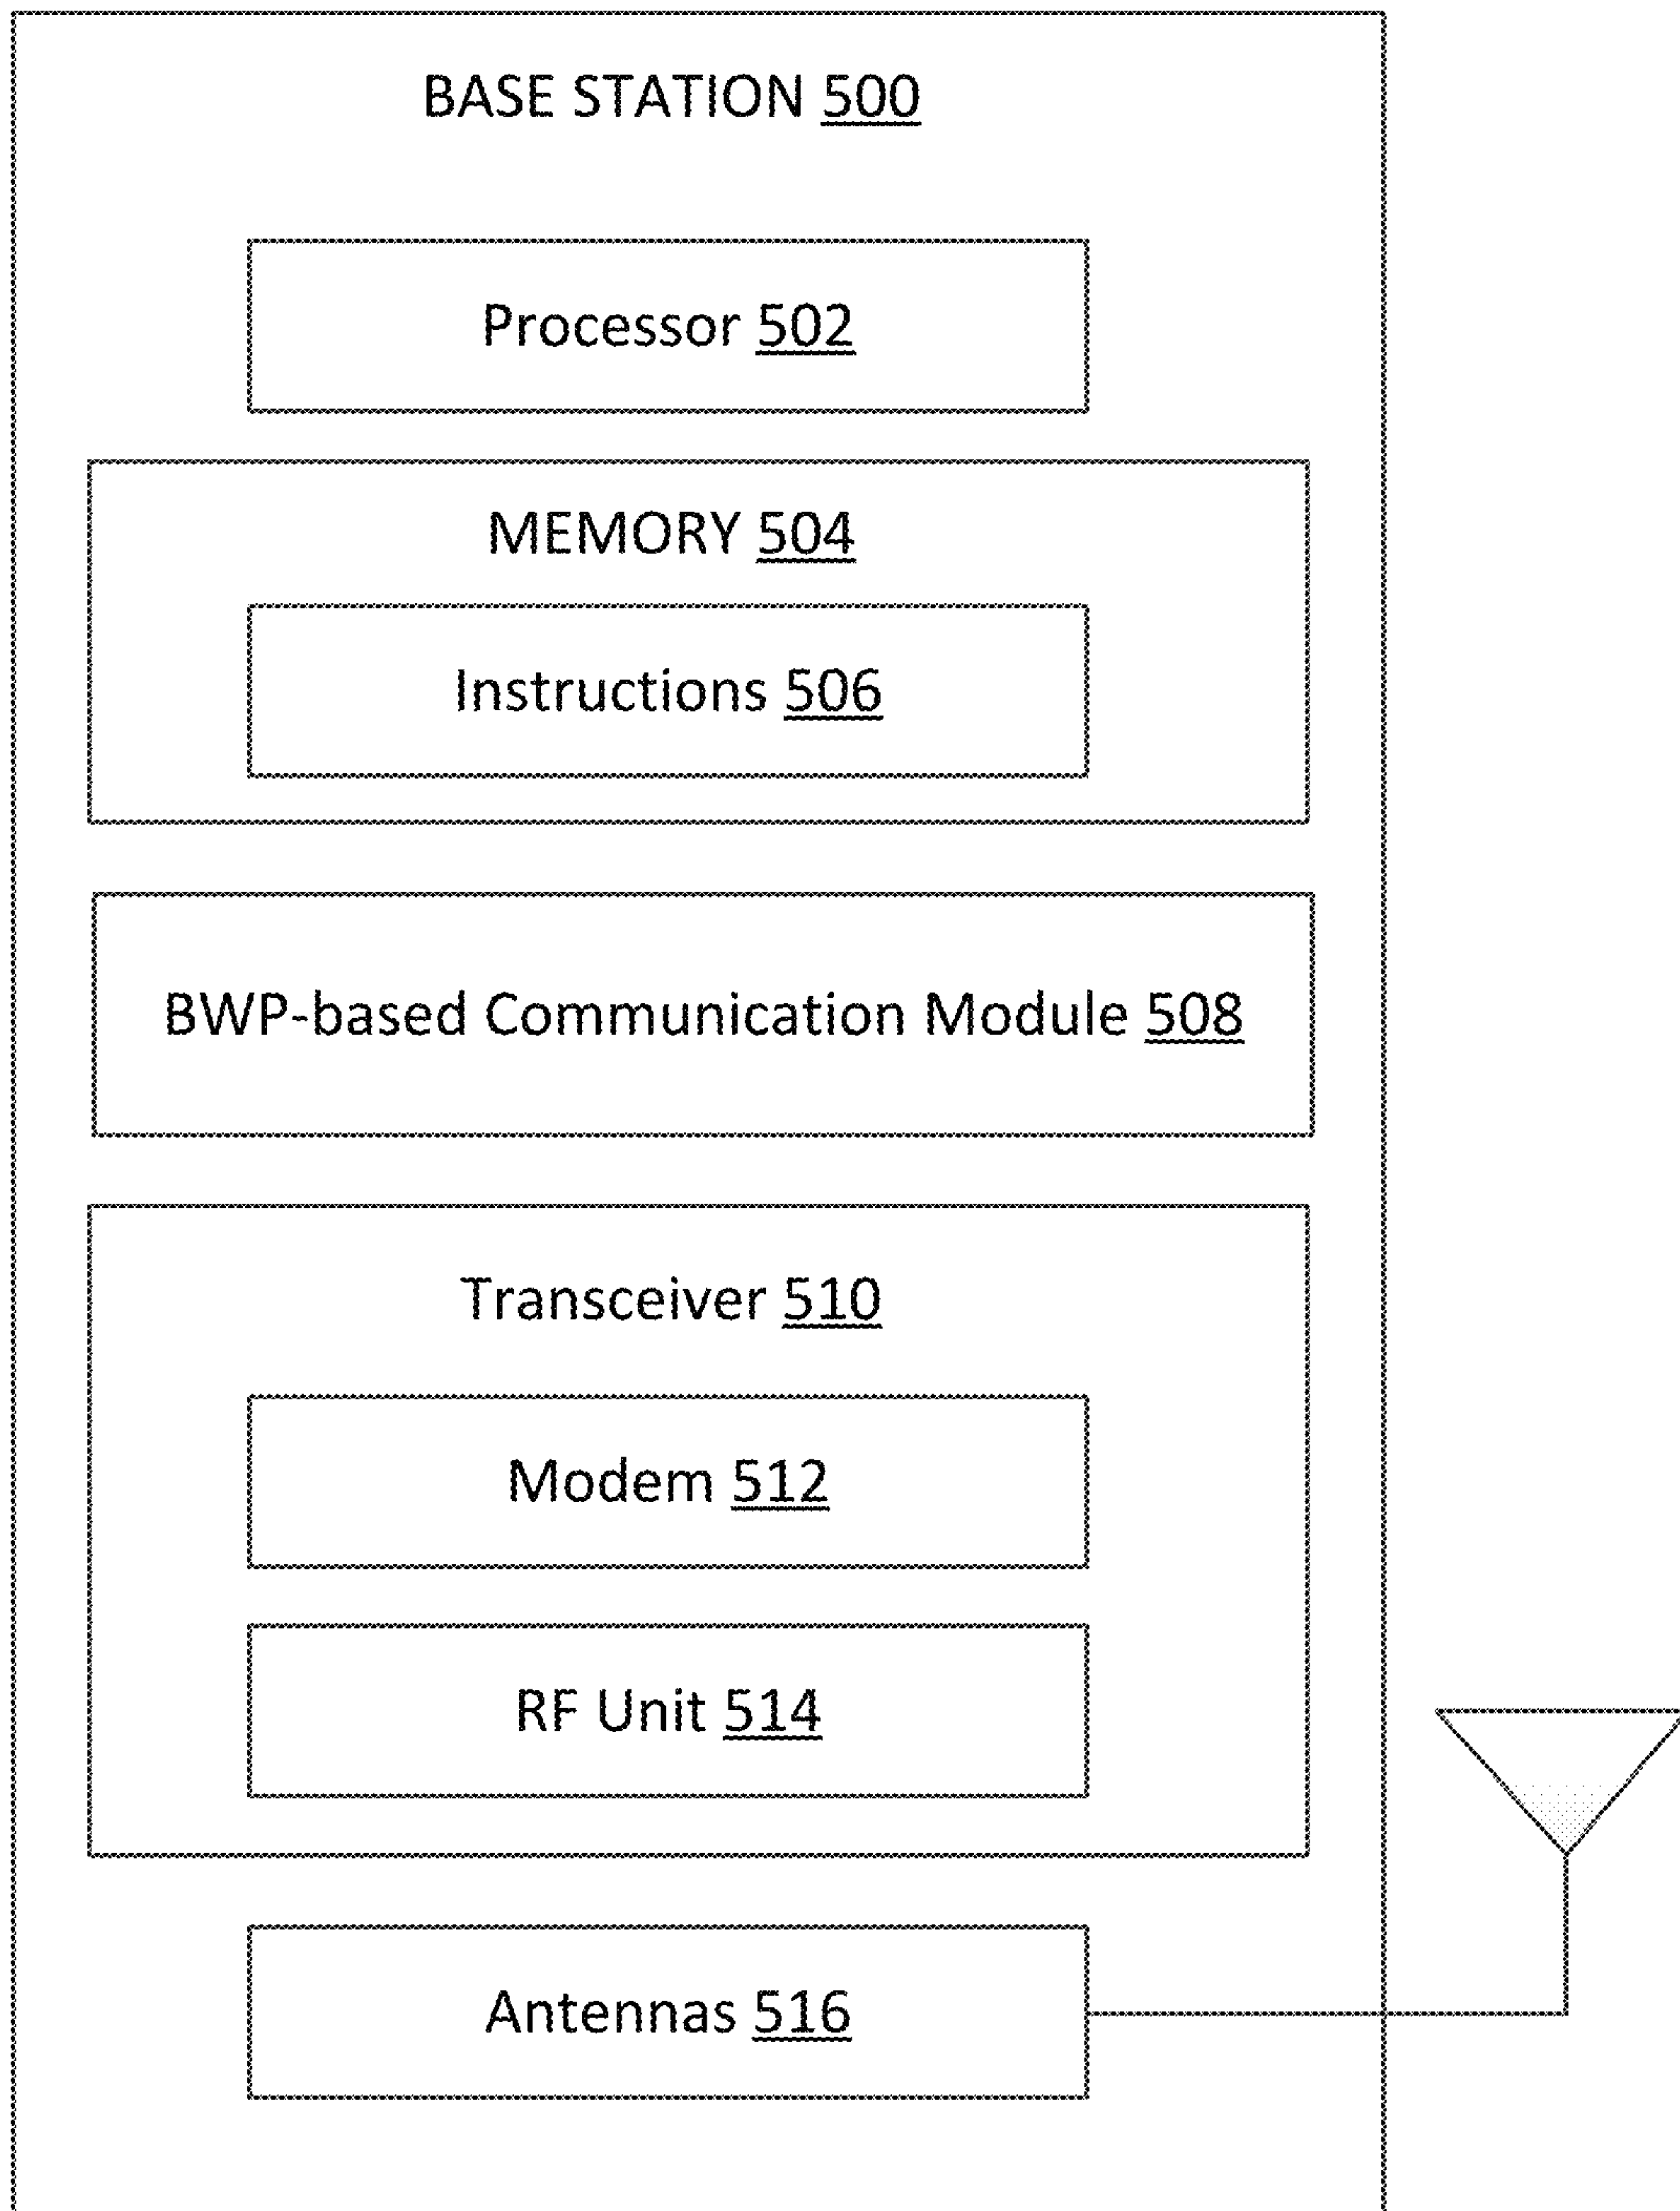 BASE STATION 500
Processor 502
MEMORY 504
Instructions 506
BWP-based Communication Module 508
Transceiver 510
Modem 512
RF Unit 514
Antennas 516